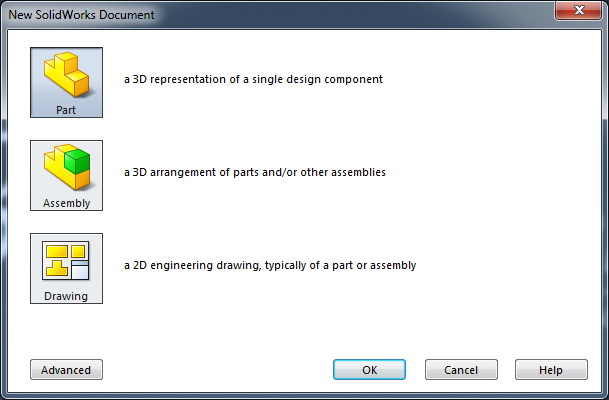 New SolidWorks Document
Part
a 3D representation of a single design component
Assembly
a 3D arrangement of parts and/or other assemblies
Drawing
a 2D engineering drawing, typically of a part or assembly
Advanced
OK
Cancel
Help